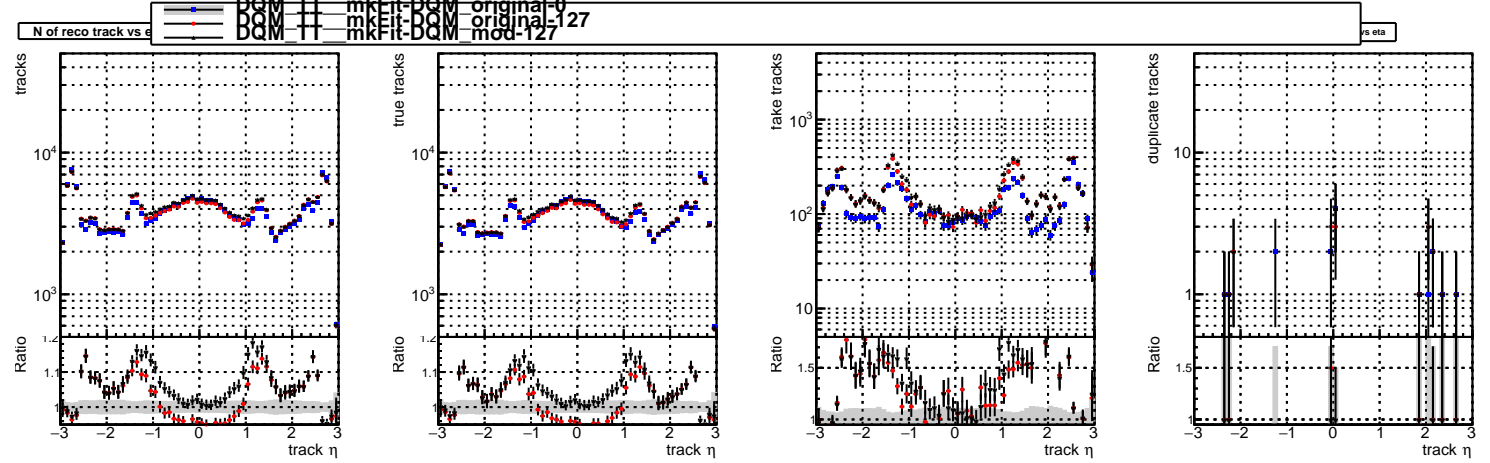 DQM_TT__mkFit-DQM_original-0
DQM_TT__mkFit-DQM_original-127
DQM_TT__mkFit-DQM_mod-127
N of reco track vs e
vs eta
tracks
10⁴
10³
Ratio
1.2
1.1
1
−3 −2 −1 0 1 2 3
track η
true tracks
10⁴
10³
Ratio
1.2
1.1
1
−3 −2 −1 0 1 2 3
track η
fake tracks
10³
10²
10
Ratio
1.5
1
−3 −2 −1 0 1 2 3
track η
duplicate tracks
10
1
Ratio
1.5
1
−3 −2 −1 0 1 2 3
track η